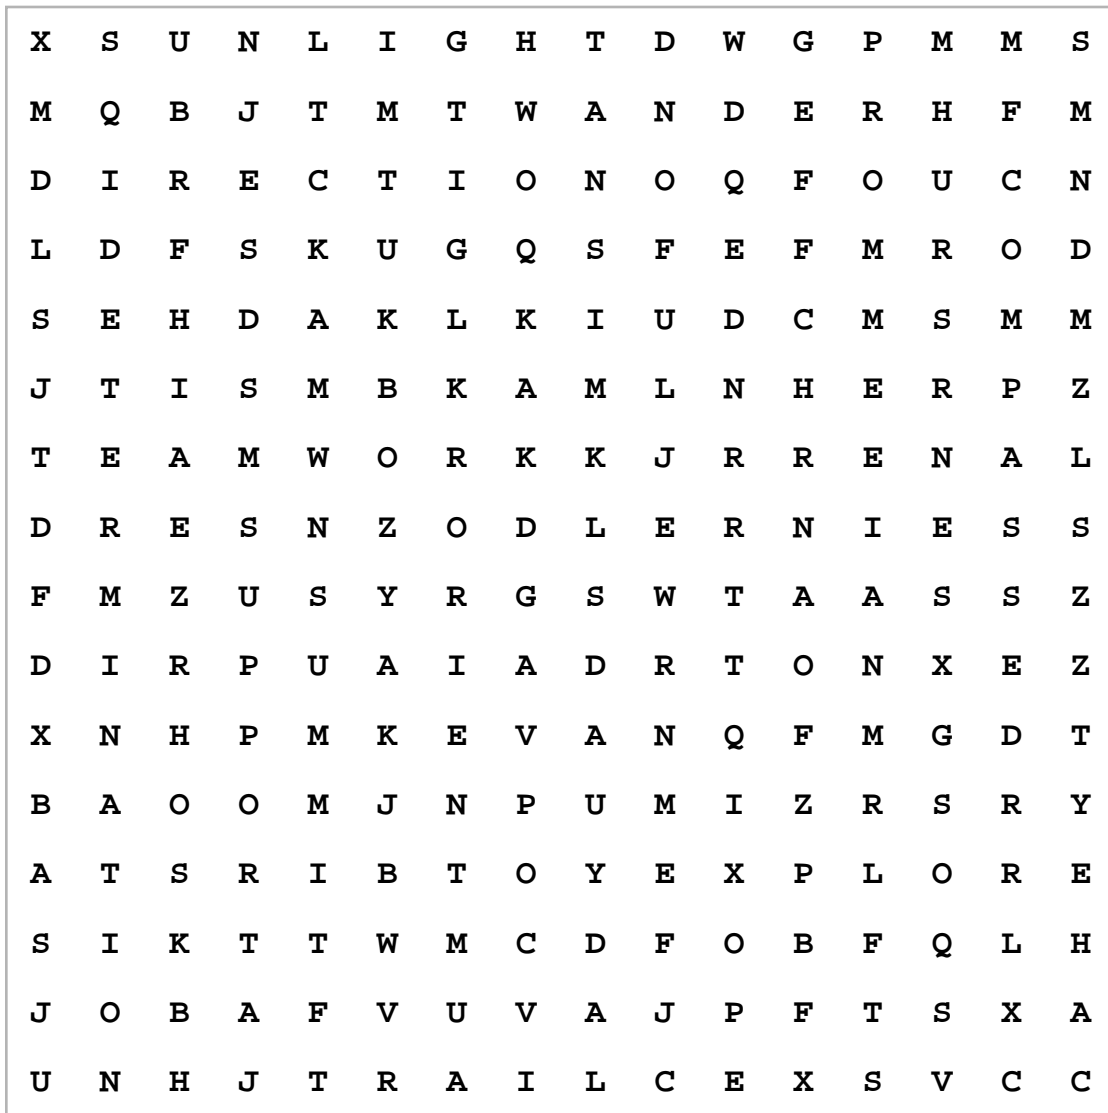 X S U N L I G H T D W G P M M S
M Q B J T M T W A N D E R H F M
D I R E C T I O N O Q F O U C N
L D F S K U G Q S F E F M R O D
S E H D A K L K I U D C M S M M
J T I S M B K A M L N H E R P Z
T E A M W O R K K J R R E N A L
D R E S N Z O D L E R N I E S S
F M Z U S Y R G S W T A A S S Z
D I R P U A I A D R T O N X E Z
X N H P M K E V A N Q F M G D T
B A O O M J N P U M I Z R S R Y
A T S R I B T O Y E X P L O R E
S I K T T W M C D F O B F Q L H
J O B A F V U V A J P F T S X A
U N H J T R A I L C E X S V C C